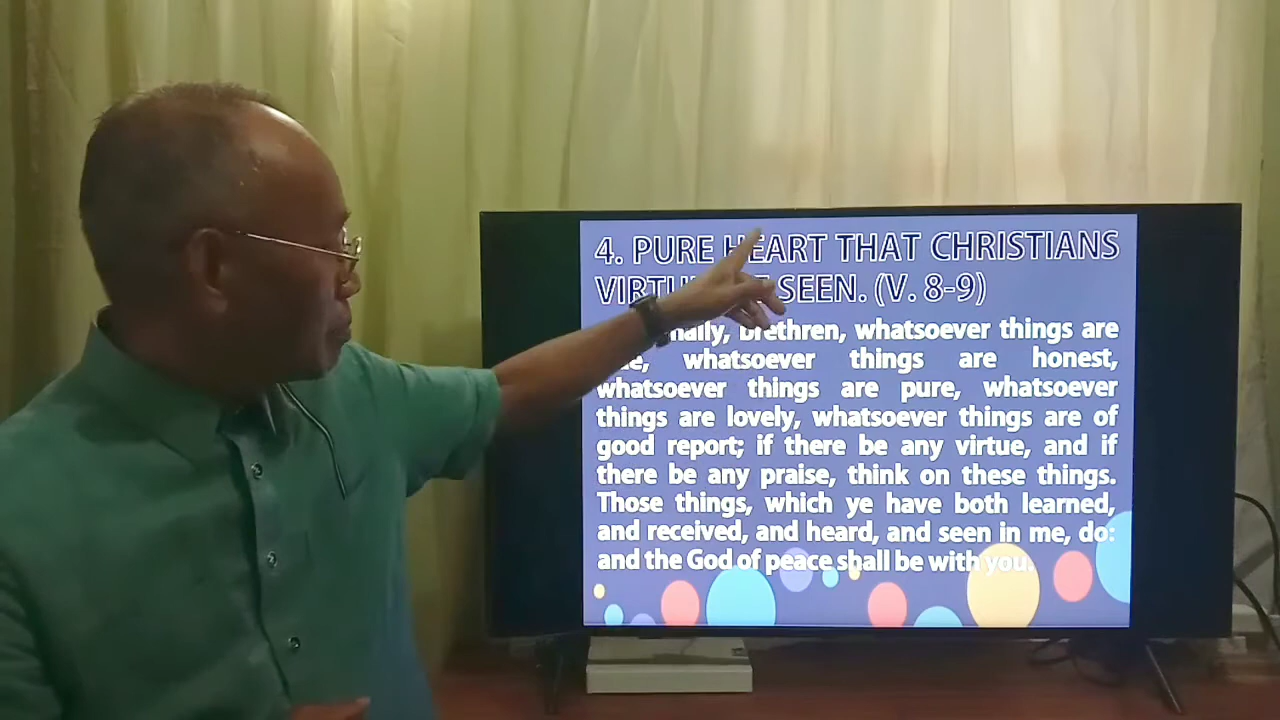 4. PURE HEART THAT CHRISTIANS
SEEN. (V. 8-9)
brethren, whatsoever things are
whatsoever things are honest,
whatsoever things are pure, whatsoever
things are lovely, whatsoever things are of
good report; if there be any virtue, and if
there be any praise, think on these things.
Those things, which ye have both learned,
and received, and heard, and seen in me, do:
and the God of peace shall be with you.